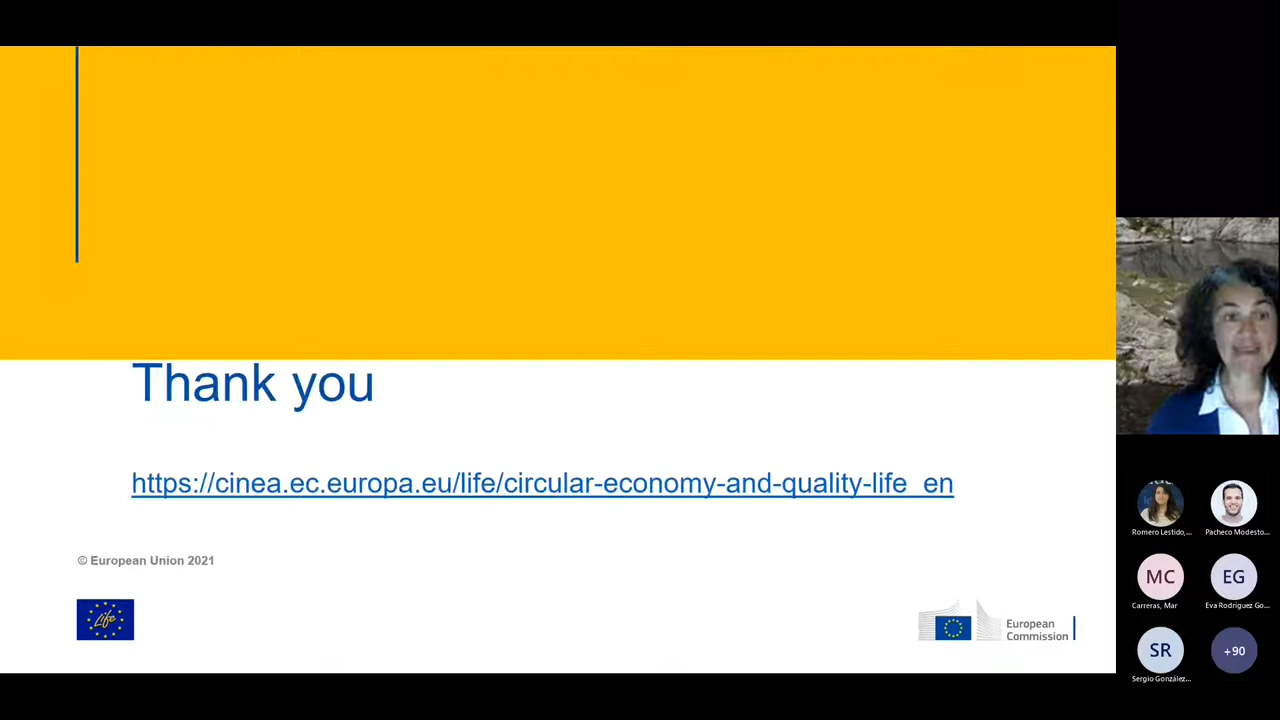 Thank you
https://cinea.ec.europa.eu/life/circular-economy-and-quality-life_en
© European Union 2021
Life
European
Commission
Romero Lestido,...
Pacheco Modesto...
MC
EG
Carreras, Mar
Eva Rodríguez Go...
SR
+90
Sergio González...